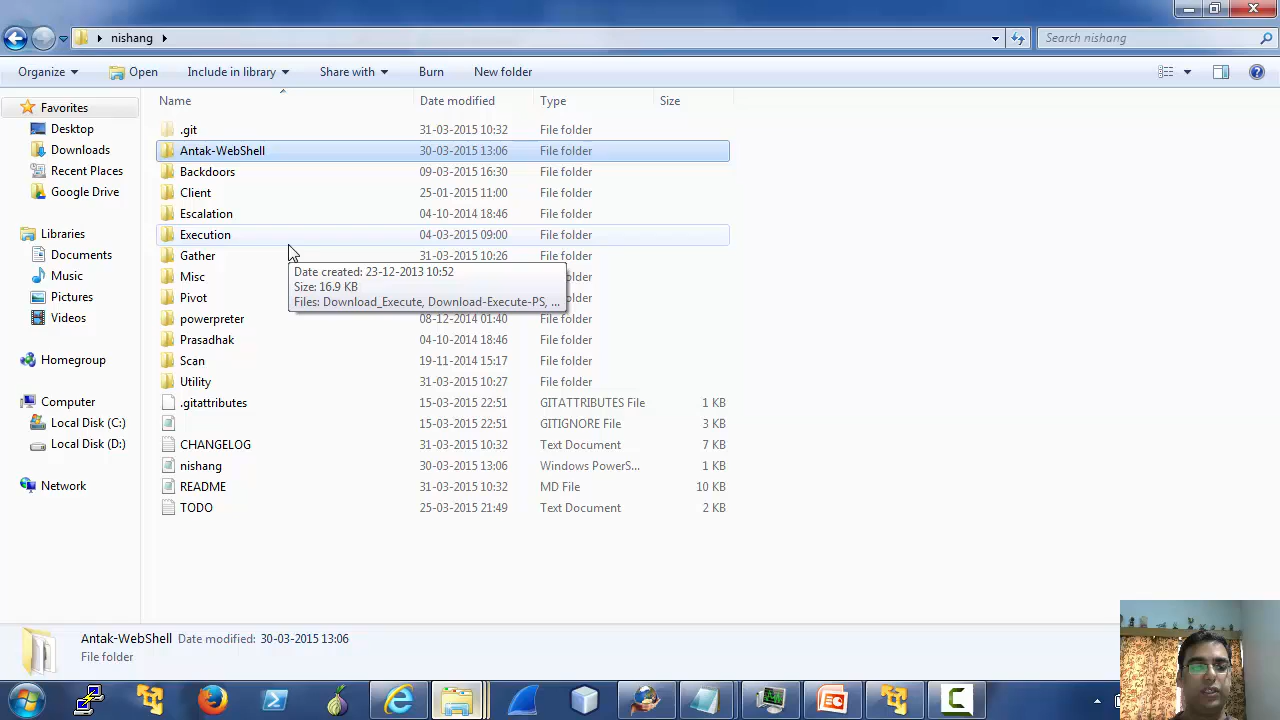 nishang
Search nishang
Organize
Open
Include in library
Share with
Burn
New folder
Name Date modified Type Size
Favorites
Desktop
Downloads
Recent Places
Google Drive
Libraries
Documents
Music
Pictures
Videos
Homegroup
Computer
Local Disk (C:)
Local Disk (D:)
Network
.git 31-03-2015 10:32 File folder
Antak-WebShell 30-03-2015 13:06 File folder
Backdoors 09-03-2015 16:30 File folder
Client 25-01-2015 11:00 File folder
Escalation 04-10-2014 18:46 File folder
Execution 04-03-2015 09:00 File folder
Gather 31-03-2015 10:26 File folder
Misc File folder
Pivot File folder
powerpreter 08-12-2014 01:40 File folder
Prasadhak 04-10-2014 18:46 File folder
Scan 19-11-2014 15:17 File folder
Utility 31-03-2015 10:27 File folder
.gitattributes 15-03-2015 22:51 GITATTRIBUTES File 1 KB
15-03-2015 22:51 GITIGNORE File 3 KB
CHANGELOG 31-03-2015 10:32 Text Document 7 KB
nishang 30-03-2015 13:06 Windows PowerS... 1 KB
README 31-03-2015 10:32 MD File 10 KB
TODO 25-03-2015 21:49 Text Document 2 KB
Date created: 23-12-2013 10:52
Size: 16.9 KB
Files: Download_Execute, Download-Execute-PS, ...
Antak-WebShell Date modified: 30-03-2015 13:06
File folder